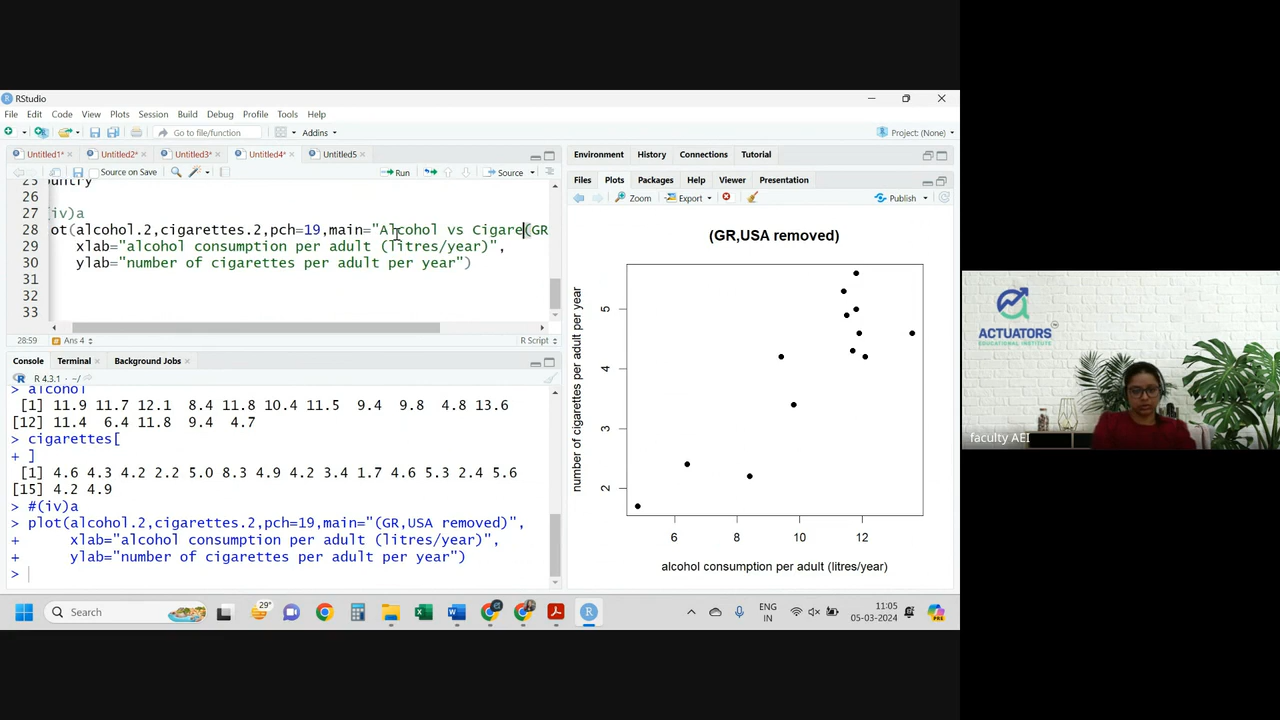 RStudio
File Edit Code View Plots Session Build Debug Profile Tools Help
Go to file/function Addins Project: (None)
Untitled1* Untitled2* Untitled3* Untitled4* Untitled5
Source on Save Run Source
25 ountry
26
27 iv)a
28 ot(alcohol.2,cigarettes.2,pch=19,main="Alcohol vs Cigare(GR
29 xlab="alcohol consumption per adult (litres/year)",
30 ylab="number of cigarettes per adult per year")
31
32
33
28:59 Ans 4 R Script
Console Terminal Background Jobs
R 4.3.1 · ~/
> alcohol
[1] 11.9 11.7 12.1 8.4 11.8 10.4 11.5 9.4 9.8 4.8 13.6
[12] 11.4 6.4 11.8 9.4 4.7
> cigarettes[
+ ]
[1] 4.6 4.3 4.2 2.2 5.0 8.3 4.9 4.2 3.4 1.7 4.6 5.3 2.4 5.6
[15] 4.2 4.9
> #(iv)a
> plot(alcohol.2,cigarettes.2,pch=19,main="(GR,USA removed)",
+ xlab="alcohol consumption per adult (litres/year)",
+ ylab="number of cigarettes per adult per year")
>
Environment History Connections Tutorial
Files Plots Packages Help Viewer Presentation
Zoom Export Publish
(GR,USA removed)
number of cigarettes per adult per year
5
4
3
2
6 8 10 12
alcohol consumption per adult (litres/year)
Search
29°
ENG
IN
11:05
05-03-2024
PRE
ACTUATORS
EDUCATIONAL INSTITUTE
faculty AEI